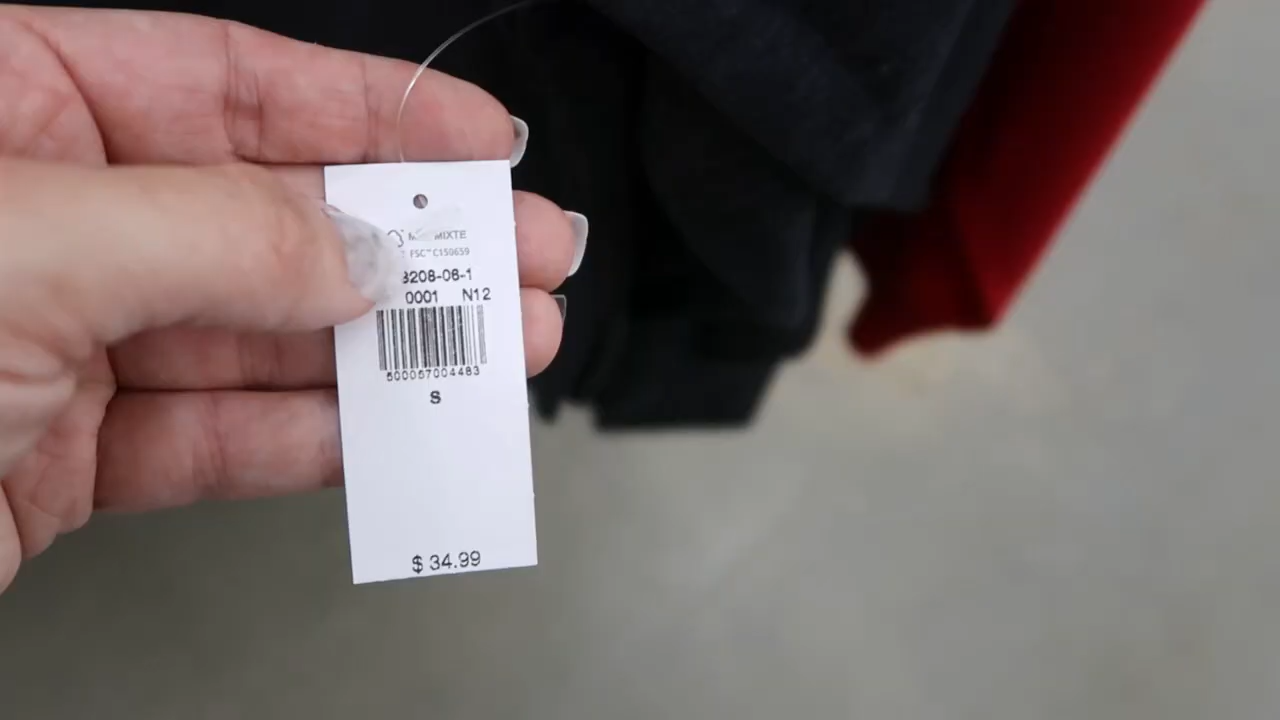 MIXTE
FSC™ C150659
3208-06-1
0001 N12
500057004483
S
$ 34.99